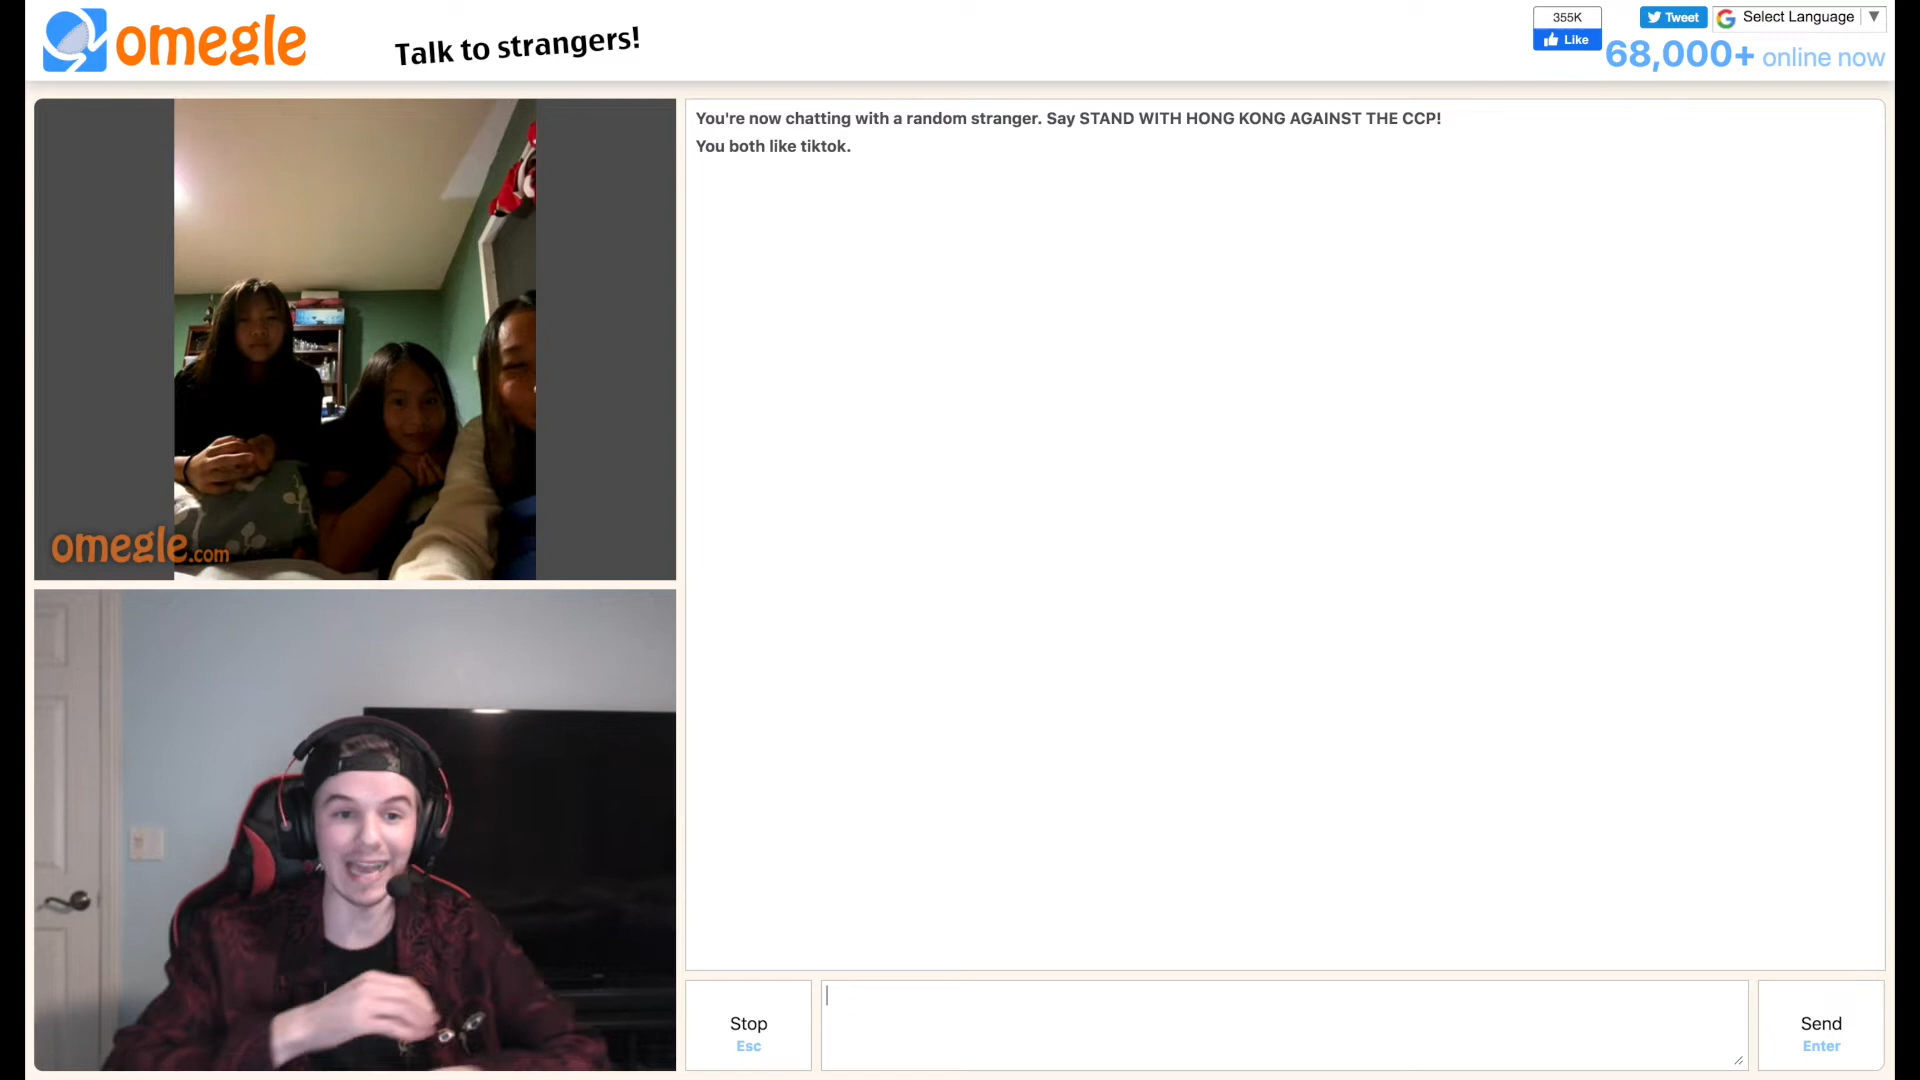 omegle
Talk to strangers!
355K
Like
Tweet
Select Language
68,000+ online now
You're now chatting with a random stranger. Say STAND WITH HONG KONG AGAINST THE CCP!
You both like tiktok.
omegle.com
Stop
Esc
Send
Enter